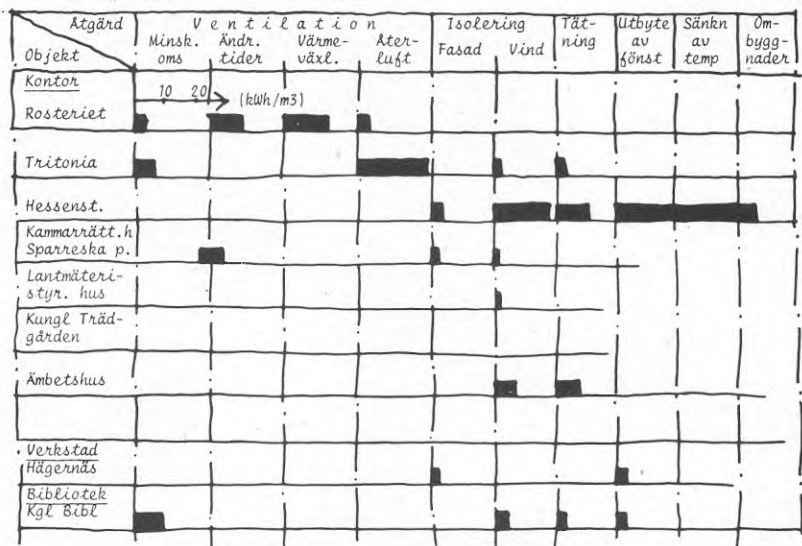 Åtgärd
Ventilation
Isolering
Tät-
ning
Utbyte
av
fönst
Sänkn
av
temp
Om-
bygg-
nader
Minsk.
oms
Ändr.
tider
Värme-
växl.
Åter-
luft
Fasad
Vind
Objekt
Kontor
10 20 (kWh/m3)
Rosteriet
Tritonia
Hessenst.
Kammarrätt.h
Sparreska p.
Lantmäteri-
styr. hus
Kungl Träd-
gården
Ämbetshus
Verkstad
Hägernäs
Bibliotek
Kgl Bibl